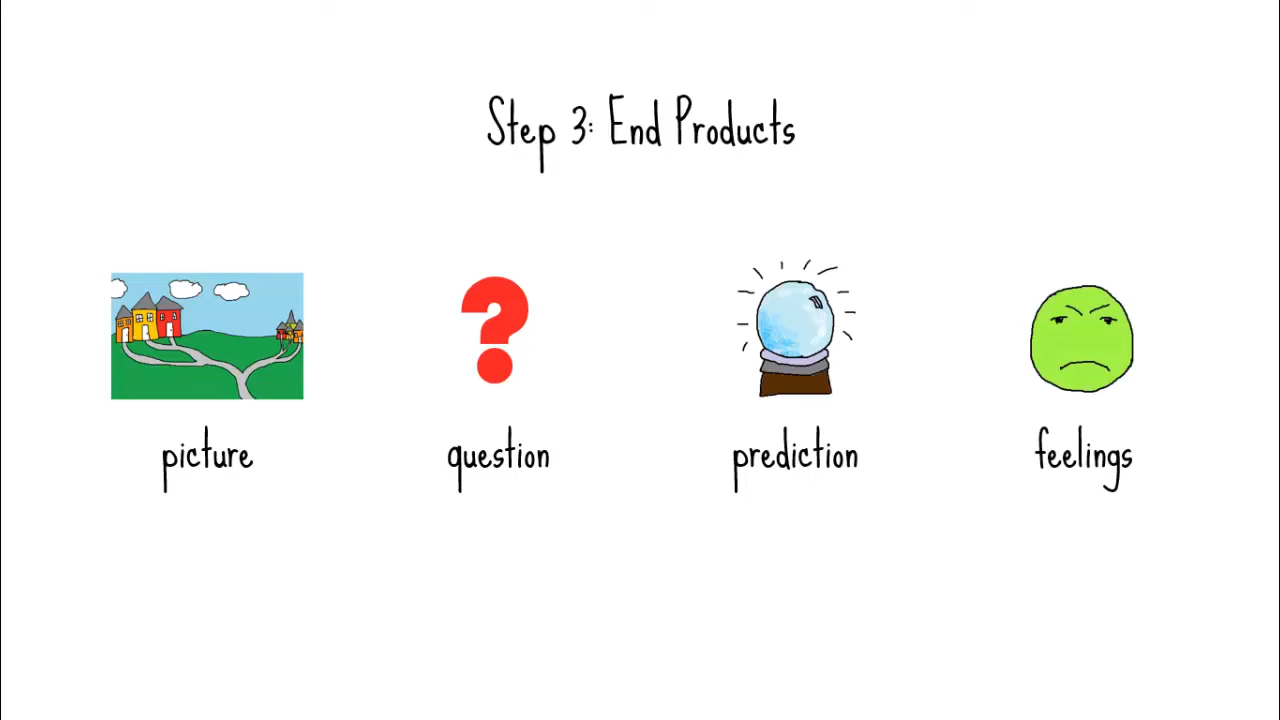 Step 3: End Products
picture
question
prediction
feelings